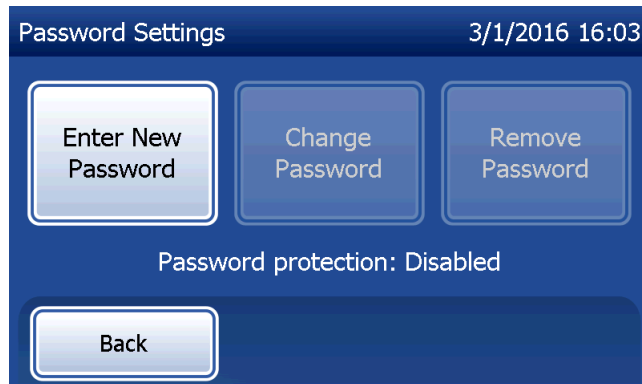 Password Settings 3/1/2016 16:03
Enter New
Password
Change
Password
Remove
Password
Password protection: Disabled
Back